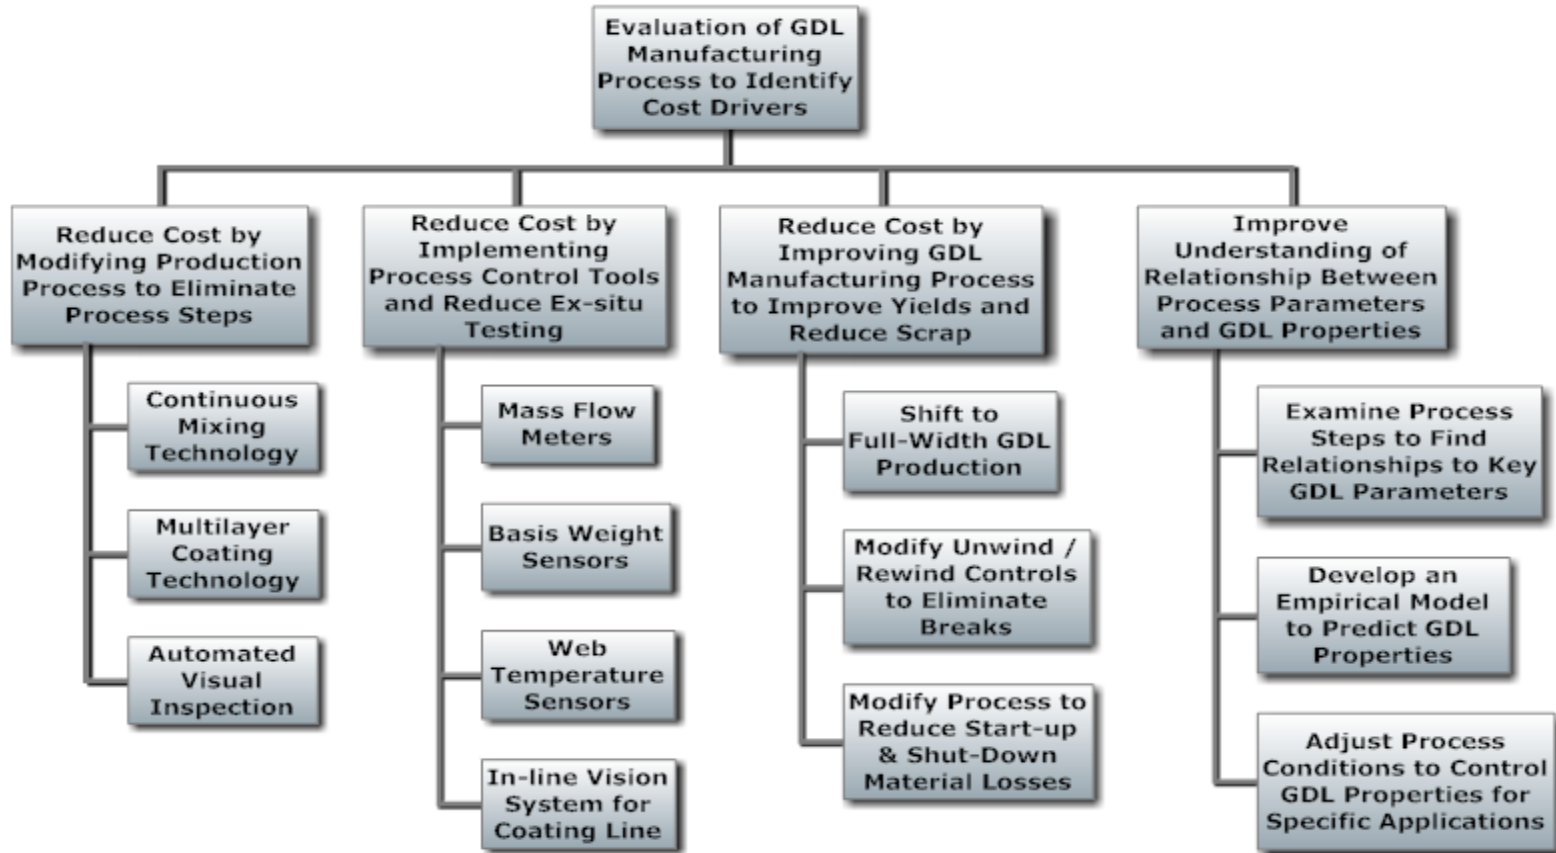 Evaluation of GDL
Manufacturing
Process to Identify
Cost Drivers
Reduce Cost by
Modifying Production
Process to Eliminate
Process Steps
Continuous
Mixing
Technology
Multilayer
Coating
Technology
Automated
Visual
Inspection
Reduce Cost by
Implementing
Process Control Tools
and Reduce Ex-situ
Testing
Mass Flow
Meters
Basis Weight
Sensors
Web
Temperature
Sensors
In-line Vision
System for
Coating Line
Reduce Cost by
Improving GDL
Manufacturing Process
to Improve Yields and
Reduce Scrap
Shift to
Full-Width GDL
Production
Modify Unwind /
Rewind Controls
to Eliminate
Breaks
Modify Process to
Reduce Start-up
& Shut-Down
Material Losses
Improve
Understanding of
Relationship Between
Process Parameters
and GDL Properties
Examine Process
Steps to Find
Relationships to Key
GDL Parameters
Develop an
Empirical Model
to Predict GDL
Properties
Adjust Process
Conditions to Control
GDL Properties for
Specific Applications